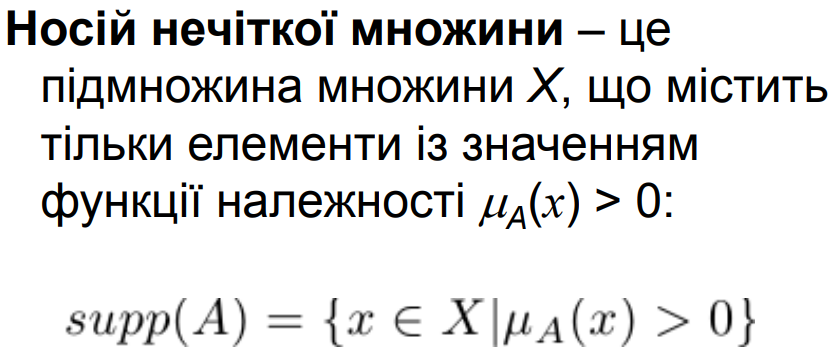 Носій нечіткої множини – це
підмножина множини X, що містить
тільки елементи із значенням
функції належності μA(x) > 0:
supp(A) = {x ∈ X|μA(x) > 0}